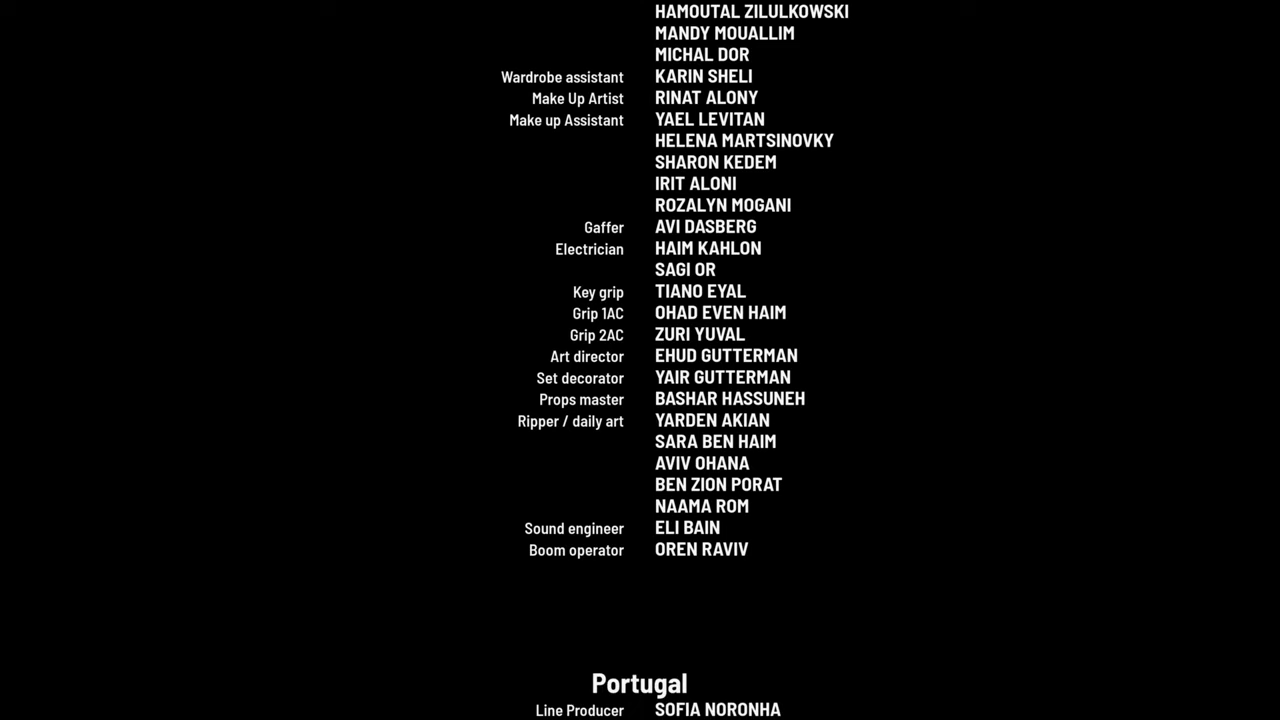 HAMOUTAL ZILULKOWSKI
MANDY MOUALLIM
MICHAL DOR
Wardrobe assistant KARIN SHELI
Make Up Artist RINAT ALONY
Make up Assistant YAEL LEVITAN
HELENA MARTSINOVKY
SHARON KEDEM
IRIT ALONI
ROZALYN MOGANI
Gaffer AVI DASBERG
Electrician HAIM KAHLON
SAGI OR
Key grip TIANO EYAL
Grip 1AC OHAD EVEN HAIM
Grip 2AC ZURI YUVAL
Art director EHUD GUTTERMAN
Set decorator YAIR GUTTERMAN
Props master BASHAR HASSUNEH
Ripper / daily art YARDEN AKIAN
SARA BEN HAIM
AVIV OHANA
BEN ZION PORAT
NAAMA ROM
Sound engineer ELI BAIN
Boom operator OREN RAVIV
Portugal
Line Producer SOFIA NORONHA